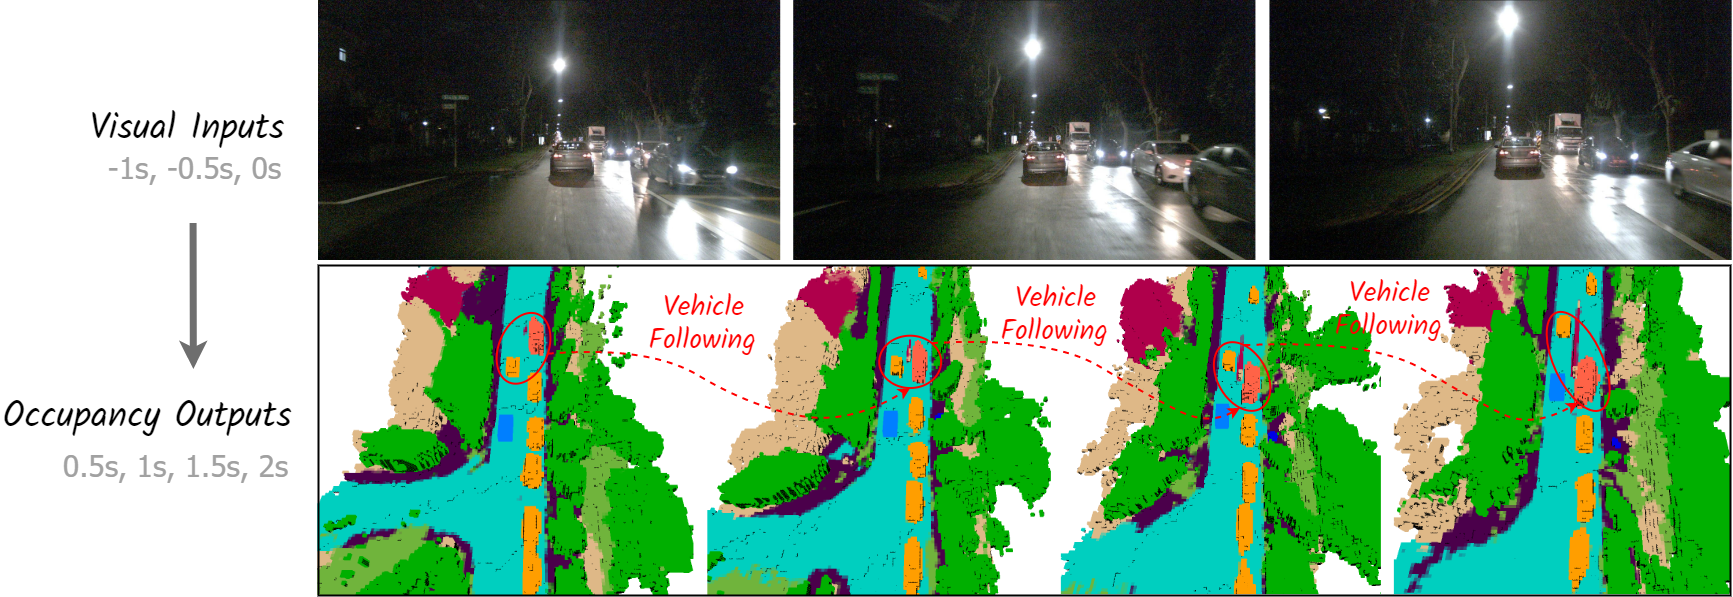 Visual Inputs
-1s, -0.5s, 0s
Occupancy Outputs
0.5s, 1s, 1.5s, 2s
Vehicle
Following
Vehicle
Following
Vehicle
Following